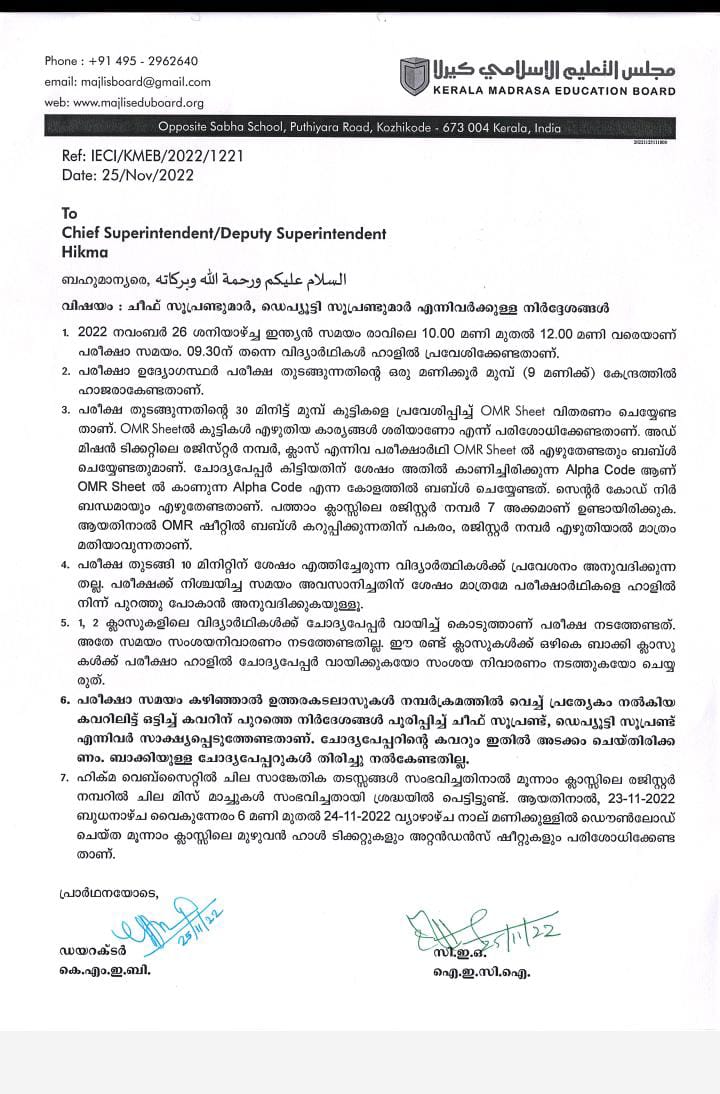 Phone : +91 495 - 2962640
email: majlisboard@gmail.com
web: www.majliseduboard.org
مجلس التعليم الاسلامي كيرلا
KERALA MADRASA EDUCATION BOARD
Opposite Sabha School, Puthiyara Road, Kozhikode - 673 004 Kerala, India
Ref: IECI/KMEB/2022/1221
Date: 25/Nov/2022
To
Chief Superintendent/Deputy Superintendent
Hikma
ബഹുമാന്യരെ, السلام عليكم ورحمة الله وبركاته
വിഷയം : ചീഫ് സൂപ്രണ്ടുമാർ, ഡെപ്യൂട്ടി സൂപ്രണ്ടുമാർ എന്നിവർക്കുള്ള നിർദ്ദേശങ്ങൾ
1. 2022 നവംബർ 26 ശനിയാഴ്ച ഇന്ത്യൻ സമയം രാവിലെ 10.00 മണി മുതൽ 12.00 മണി വരെയാണ്
പരീക്ഷാ സമയം. 09.30ന് തന്നെ വിദ്യാർഥികൾ ഹാളിൽ പ്രവേശിക്കേണ്ടതാണ്.
2. പരീക്ഷാ ഉദ്യോഗസ്ഥർ പരീക്ഷ തുടങ്ങുന്നതിന്റെ ഒരു മണിക്കൂർ മുമ്പ് (9 മണിക്ക്) കേന്ദ്രത്തിൽ
ഹാജരാകേണ്ടതാണ്.
3. പരീക്ഷ തുടങ്ങുന്നതിന്റെ 30 മിനിട്ട് മുമ്പ് കുട്ടികളെ പ്രവേശിപ്പിച്ച് OMR Sheet വിതരണം ചെയ്യേണ്ട
താണ്. OMR Sheetൽ കുട്ടികൾ എഴുതിയ കാര്യങ്ങൾ ശരിയാണോ എന്ന് പരിശോധിക്കേണ്ടതാണ്. അഡ്
മിഷൻ ടിക്കറ്റിലെ രജിസ്റ്റർ നമ്പർ, ക്ലാസ് എന്നിവ പരീക്ഷാർഥി OMR Sheet ൽ എഴുതേണ്ടതും ബബ്ൾ
ചെയ്യേണ്ടതുമാണ്. ചോദ്യപേപ്പർ കിട്ടിയതിന് ശേഷം അതിൽ കാണിച്ചിരിക്കുന്ന Alpha Code ആണ്
OMR Sheet ൽ കാണുന്ന Alpha Code എന്ന കോളത്തിൽ ബബ്ൾ ചെയ്യേണ്ടത്. സെന്റർ കോഡ് നിർ
ബന്ധമായും എഴുതേണ്ടതാണ്. പത്താം ക്ലാസ്സിലെ രജിസ്റ്റർ നമ്പർ 7 അക്കമാണ് ഉണ്ടായിരിക്കുക.
ആയതിനാൽ OMR ഷീറ്റിൽ ബബ്ൾ കറുപ്പിക്കുന്നതിന് പകരം, രജിസ്റ്റർ നമ്പർ എഴുതിയാൽ മാത്രം
മതിയാവുന്നതാണ്.
4. പരീക്ഷ തുടങ്ങി 10 മിനിറ്റിന് ശേഷം എത്തിച്ചേരുന്ന വിദ്യാർത്ഥികൾക്ക് പ്രവേശനം അനുവദിക്കുന്ന
തല്ല. പരീക്ഷക്ക് നിശ്ചയിച്ച സമയം അവസാനിച്ചതിന് ശേഷം മാത്രമേ പരീക്ഷാർഥികളെ ഹാളിൽ
നിന്ന് പുറത്തു പോകാൻ അനുവദിക്കുകയുള്ളൂ.
5. 1, 2 ക്ലാസുകളിലെ വിദ്യാർഥികൾക്ക് ചോദ്യപേപ്പർ വായിച്ച് കൊടുത്താണ് പരീക്ഷ നടത്തേണ്ടത്.
അതേ സമയം സംശയനിവാരണം നടത്തേണ്ടതില്ല. ഈ രണ്ട് ക്ലാസുകൾക്ക് ഒഴികെ ബാക്കി ക്ലാസു
കൾക്ക് പരീക്ഷാ ഹാളിൽ ചോദ്യപേപ്പർ വായിക്കുകയോ സംശയ നിവാരണം നടത്തുകയോ ചെയ്യ
രുത്.
6. പരീക്ഷാ സമയം കഴിഞ്ഞാൽ ഉത്തരകടലാസുകൾ നമ്പർക്രമത്തിൽ വെച്ച് പ്രത്യേകം നൽകിയ
കവറിലിട്ട് ഒട്ടിച്ച് കവറിന് പുറത്തെ നിർദേശങ്ങൾ പൂരിപ്പിച്ച് ചീഫ് സൂപ്രണ്ട്, ഡെപ്യൂട്ടി സൂപ്രണ്ട്
എന്നിവർ സാക്ഷ്യപ്പെടുത്തേണ്ടതാണ്. ചോദ്യപേപ്പറിന്റെ കവറും ഇതിൽ അടക്കം ചെയ്തിരിക്ക
ണം. ബാക്കിയുള്ള ചോദ്യപേപ്പറുകൾ തിരിച്ചു നൽകേണ്ടതില്ല.
7. ഹിക്മ വെബ്സൈറ്റിൽ ചില സാങ്കേതിക തടസ്സങ്ങൾ സംഭവിച്ചതിനാൽ മൂന്നാം ക്ലാസിലെ രജിസ്റ്റർ
നമ്പറിൽ ചില മിസ് മാച്ചുകൾ സംഭവിച്ചതായി ശ്രദ്ധയിൽ പെട്ടിട്ടുണ്ട്. ആയതിനാൽ, 23-11-2022
ബുധനാഴ്ച വൈകുന്നേരം 6 മണി മുതൽ 24-11-2022 വ്യാഴാഴ്ച നാല് മണിക്കുള്ളിൽ ഡൌൺലോഡ്
ചെയ്ത മൂന്നാം ക്ലാസ്സിലെ മുഴുവൻ ഹാൾ ടിക്കറ്റുകളും അറ്റൻഡൻസ് ഷീറ്റുകളും പരിശോധിക്കേണ്ട
താണ്.
പ്രാർഥനയോടെ,
25/11/22
25/11/22
ഡയറക്ടർ
സി.ഇ.ഒ.
കെ.എം.ഇ.ബി.
ഐ.ഇ.സി.ഐ.